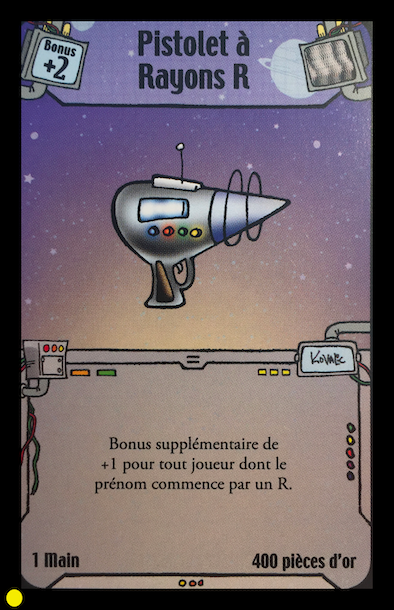 Bonus
+2
Pistolet à
Rayons R
Kovalic
Bonus supplémentaire de
+1 pour tout joueur dont le
prénom commence par un R.
1 Main
400 pièces d'or